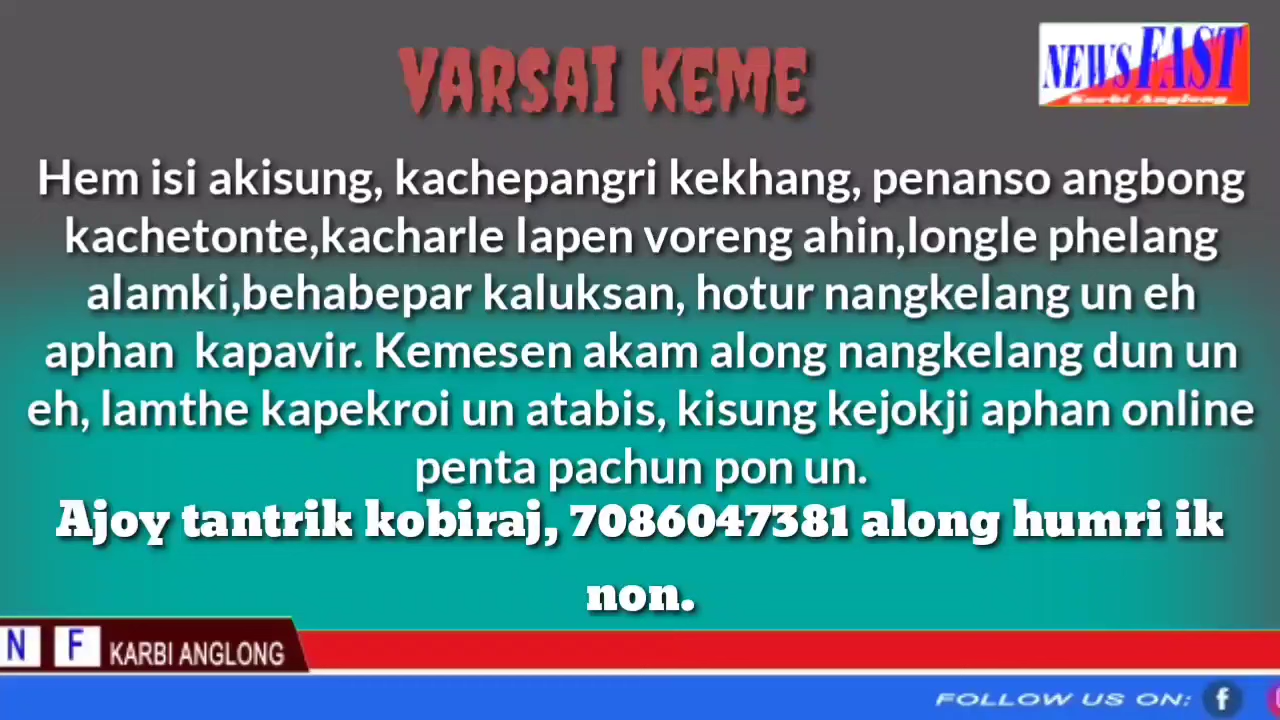 VARSAI KEME
NEWS FAST
Karbi Anglong
Hem isi akisung, kachepangri kekhang, penanso angbong
kachetonte,kacharle lapen voreng ahin,longle phelang
alamki,behabepar kaluksan, hotur nangkelang un eh
aphan kapavir. Kemesen akam along nangkelang dun un
eh, lamthe kapekroi un atabis, kisung kejokji aphan online
penta pachun pon un.
Ajoy tantrik kobiraj, 7086047381 along humri ik
non.
N F KARBI ANGLONG
FOLLOW US ON: f